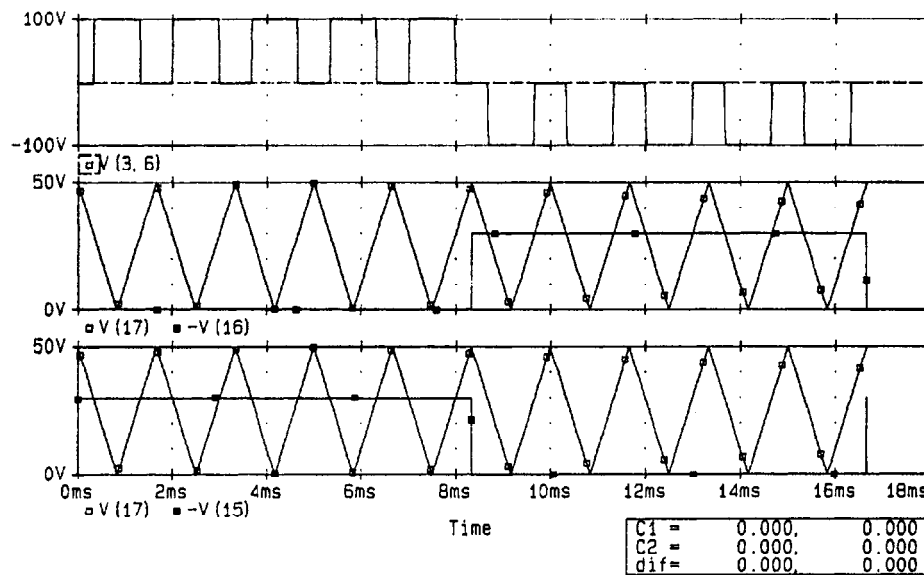 100V
-100V
V(3,6)
50V
0V
V(17) -V(16)
50V
0V
0ms 2ms 4ms 6ms 8ms 10ms 12ms 14ms 16ms 18ms
V(17) -V(15)
Time
C1 = 0.000, 0.000
C2 = 0.000, 0.000
dif= 0.000, 0.000